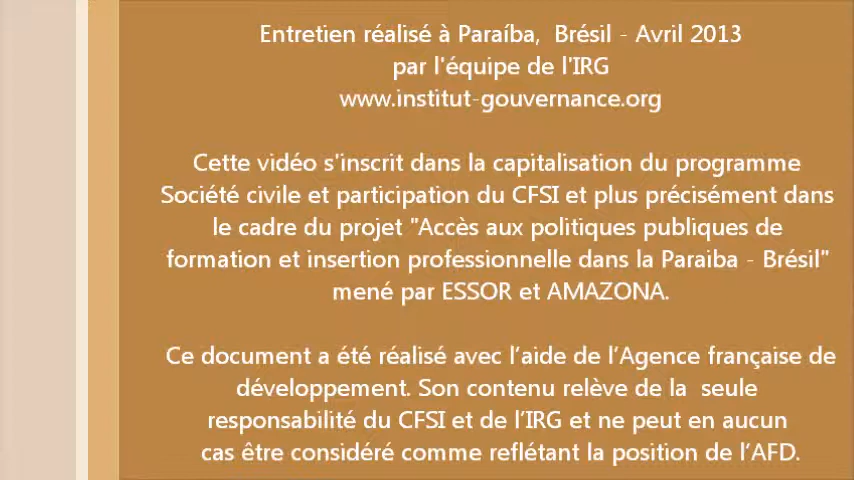 Entretien réalisé à Paraíba, Brésil - Avril 2013
par l'équipe de l'IRG
www.institut-gouvernance.org
Cette vidéo s'inscrit dans la capitalisation du programme
Société civile et participation du CFSI et plus précisément dans
le cadre du projet "Accès aux politiques publiques de
formation et insertion professionnelle dans la Paraiba - Brésil"
mené par ESSOR et AMAZONA.
Ce document a été réalisé avec l’aide de l’Agence française de
développement. Son contenu relève de la seule
responsabilité du CFSI et de l’IRG et ne peut en aucun
cas être considéré comme reflétant la position de l’AFD.